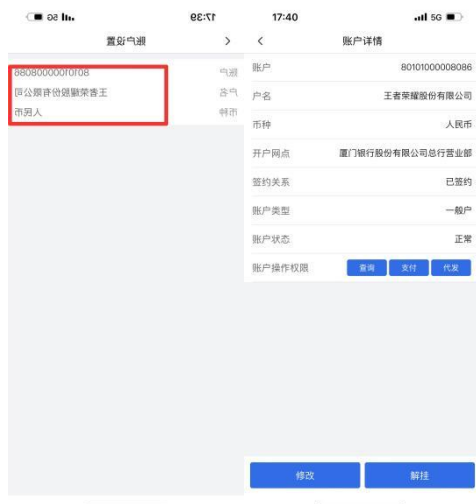 17:39
5G
账户设置
账户 80101000008086
户名 王者荣耀股份有限公司
币种 人民币
17:40
5G
账户详情
账户 80101000008086
户名 王者荣耀股份有限公司
币种 人民币
开户网点 厦门银行股份有限公司总行营业部
签约关系 已签约
账户类型 一般户
账户状态 正常
账户操作权限 查询 支付 代发
修改 解挂